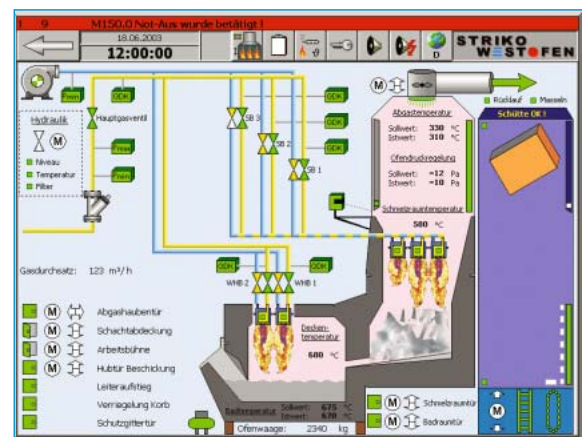 1 9 M150.0 Not-Aus wurde betätigt !
18.06.2003
12:00:00
D
STRIKO
WESTOFEN
GDK
Hauptgasventil
Hydraulik
M
Niveau
Temperatur
Filter
SB 3
SB 2
SB 1
GDK
GDK
GDK
M
Abgastemperatur
Sollwert: 330 °C
Istwert: 310 °C
Ofendruckregelung
Sollwert: -12 Pa
Istwert: -10 Pa
Schmelzraumtemperatur
580 °C
Rücklauf Masseln
Schütte OK !
Gasdurchsatz: 123 m³/h
GDK
GDK
WHB 2
WHB 1
M Abgashaubentür
M Schachtabdeckung
M Arbeitsbühne
M Hubtür Beschickung
Leiteraufstieg
Verriegelung Korb
Schutzgittertür
Decken-
temperatur
680 °C
Badtemperatur Sollwert: 675 °C
Istwert: 670 °C
Ofenwaage: 2340 kg
M Schmelzraumtür
M Badraumtür
M